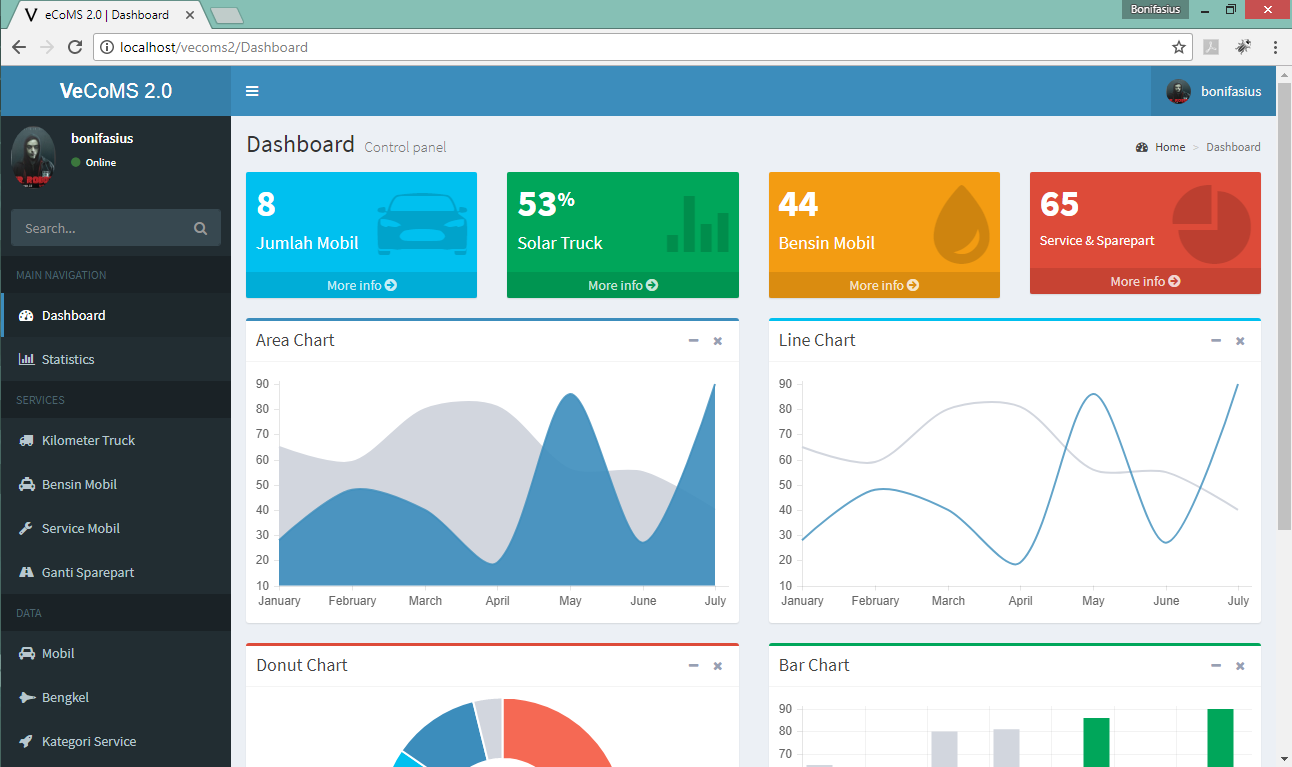 eCoMS 2.0 | Dashboard
Bonifasius
localhost/vecoms2/Dashboard
VeCoMS 2.0
bonifasius
bonifasius
Online
Search...
MAIN NAVIGATION
Dashboard
Statistics
SERVICES
Kilometer Truck
Bensin Mobil
Service Mobil
Ganti Sparepart
DATA
Mobil
Bengkel
Kategori Service
Dashboard Control panel
Home > Dashboard
8
Jumlah Mobil
More info
53%
Solar Truck
More info
44
Bensin Mobil
More info
65
Service & Sparepart
More info
Area Chart
90
80
70
60
50
40
30
20
10
January February March April May June July
Line Chart
90
80
70
60
50
40
30
20
10
January February March April May June July
Donut Chart
Bar Chart
90
80
70